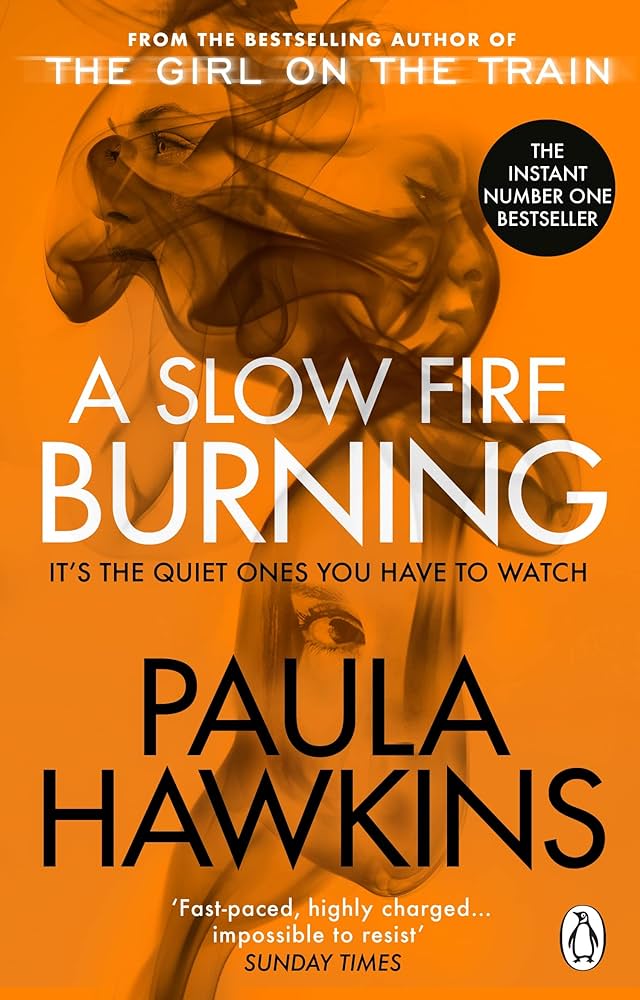 FROM THE BESTSELLING AUTHOR OF
THE GIRL ON THE TRAIN
THE
INSTANT
NUMBER ONE
BESTSELLER
A SLOW FIRE
BURNING
IT'S THE QUIET ONES YOU HAVE TO WATCH
PAULA
HAWKINS
‘Fast-paced, highly charged...
impossible to resist’
SUNDAY TIMES